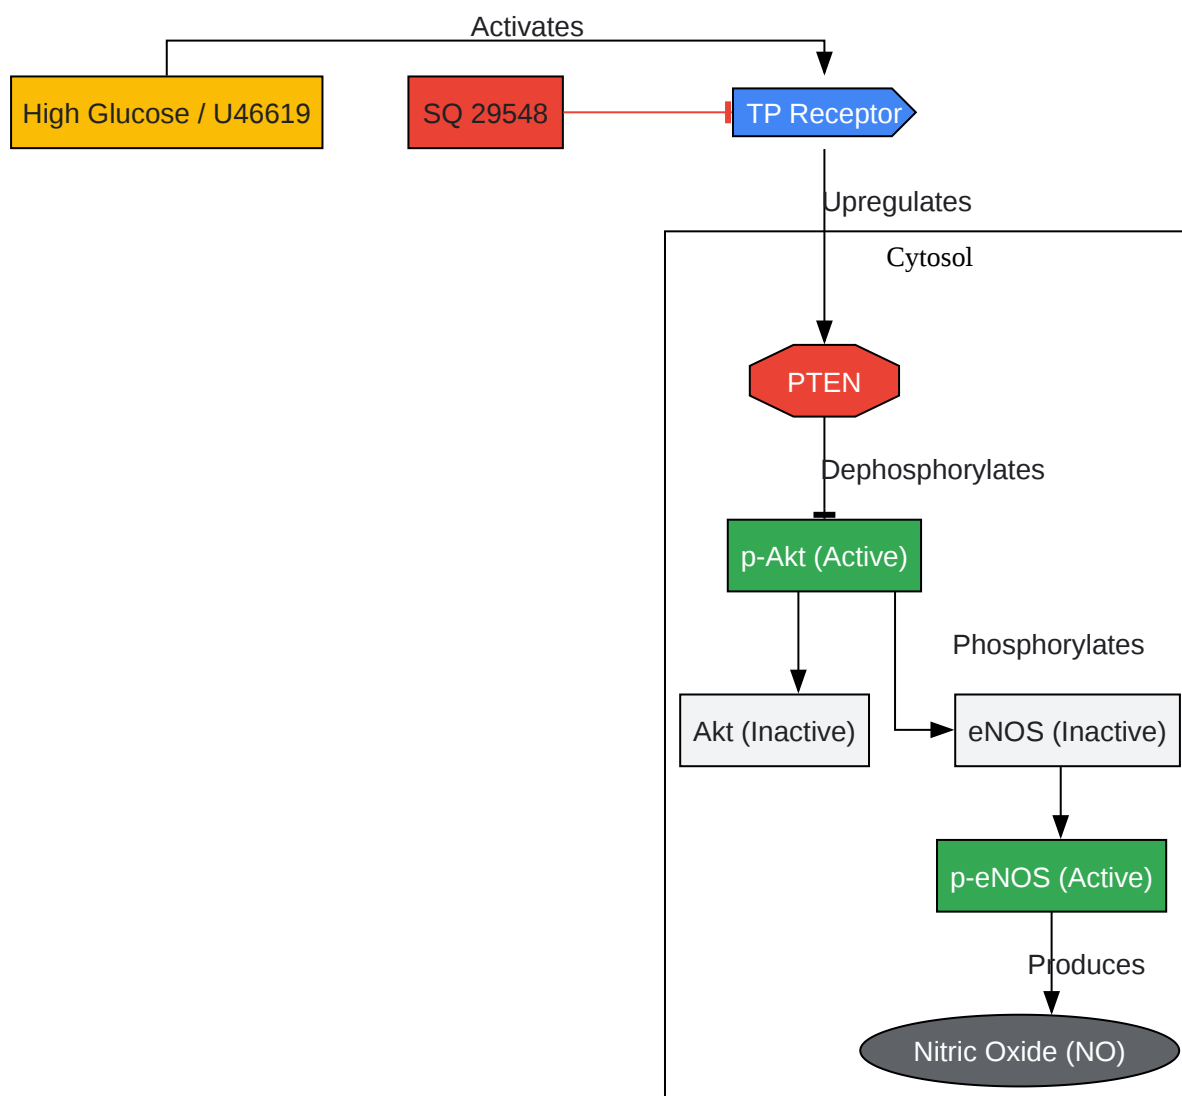 Activates
High Glucose / U46619
SQ 29548
TP Receptor
Upregulates
Cytosol
PTEN
Dephosphorylates
p-Akt (Active)
Phosphorylates
Akt (Inactive)
eNOS (Inactive)
p-eNOS (Active)
Produces
Nitric Oxide (NO)